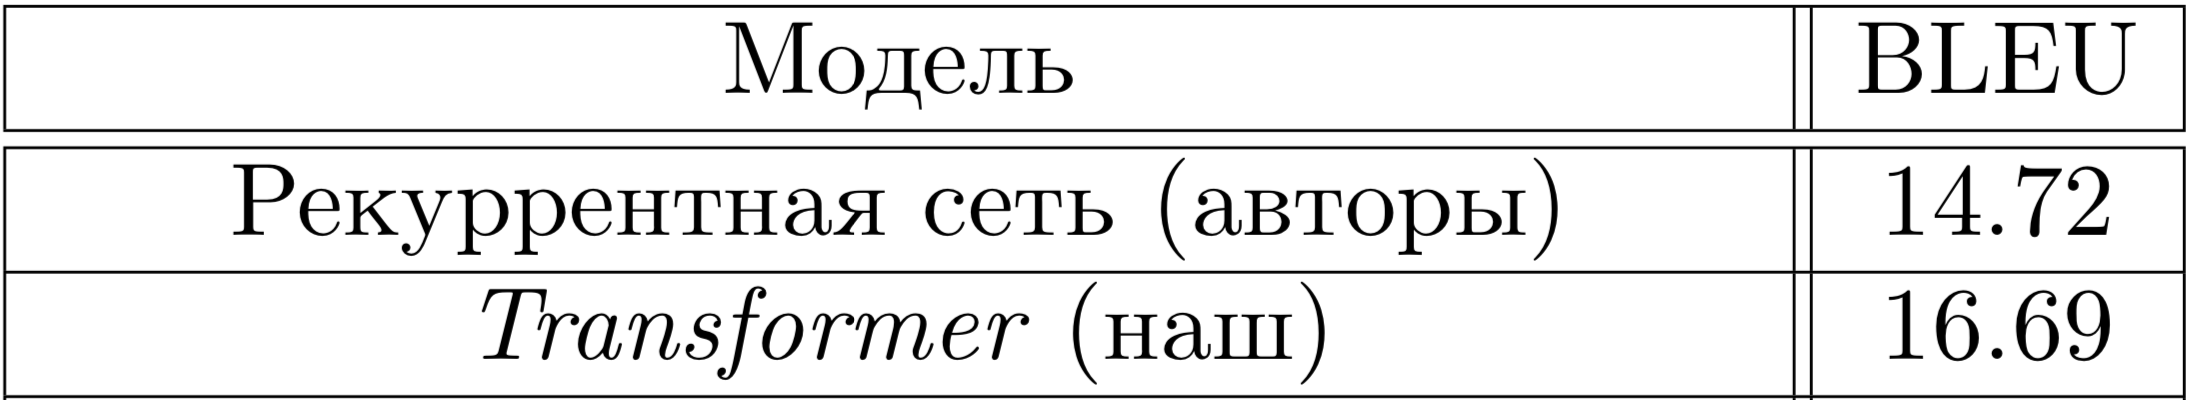 Модель BLEU
Рекуррентная сеть (авторы) 14.72
Transformer (наш) 16.69